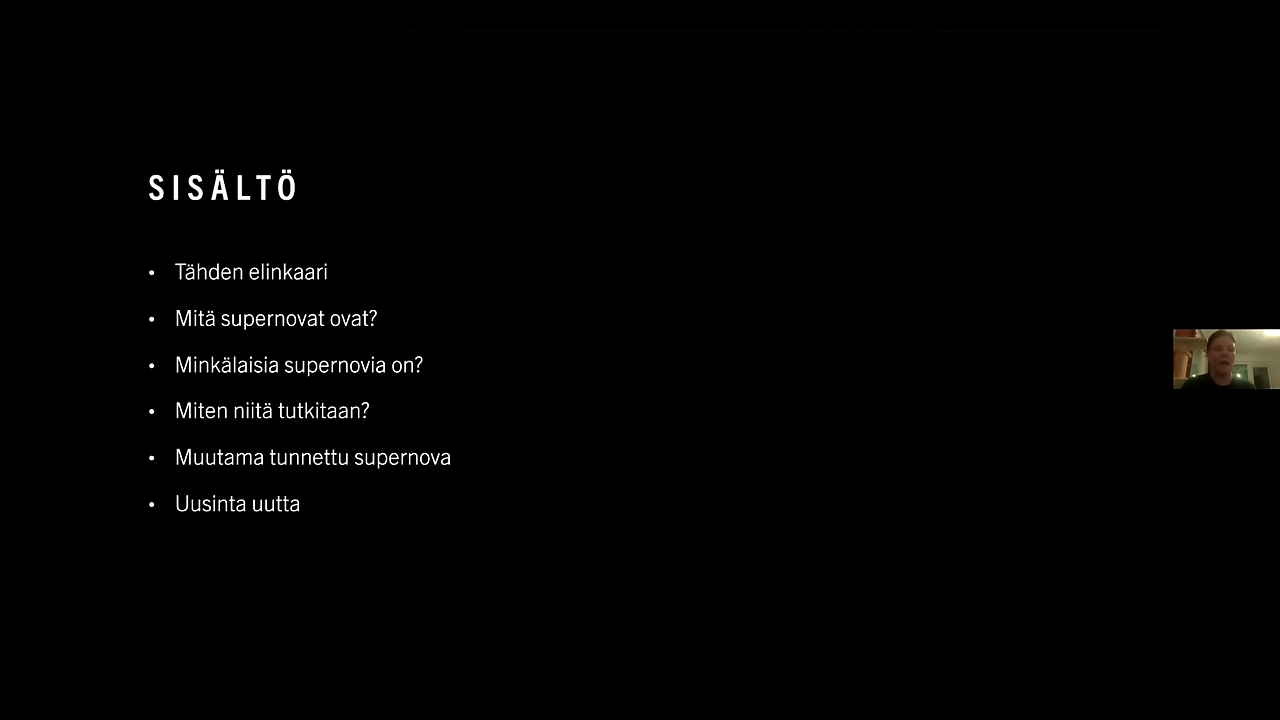 SISÄLTÖ
• Tähden elinkaari
• Mitä supernovat ovat?
• Minkälaisia supernovia on?
• Miten niitä tutkitaan?
• Muutama tunnettu supernova
• Uusinta uutta